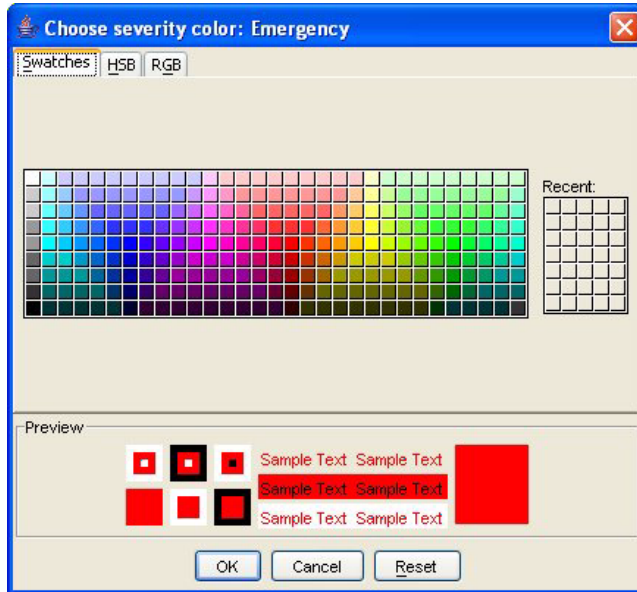 Choose severity color: Emergency
Swatches HSB RGB
Recent:
Preview
Sample Text Sample Text
Sample Text Sample Text
Sample Text Sample Text
OK Cancel Reset